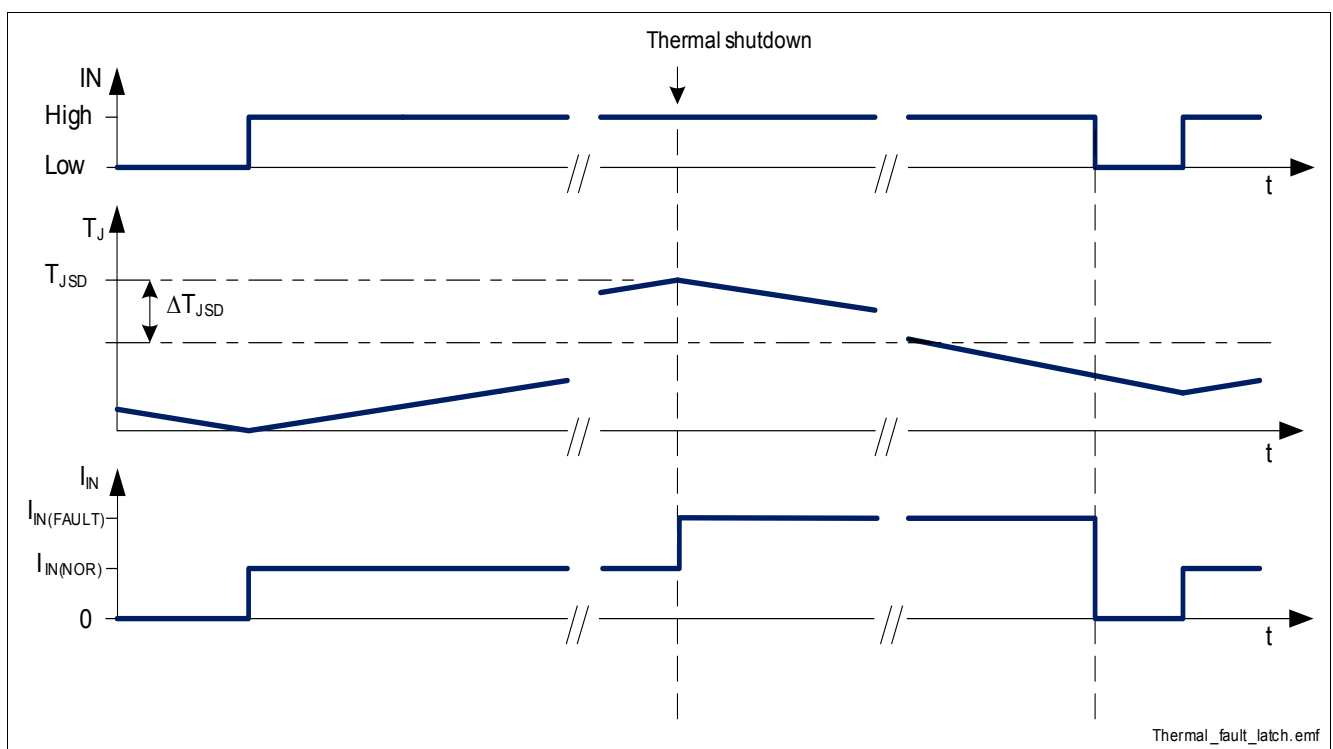 Thermal shutdown
IN
High
Low
t
TJ
TJSD
ΔTJSD
t
IIN
IIN(FAULT)
IIN(NOR)
0
t
Thermal_fault_latch.emf